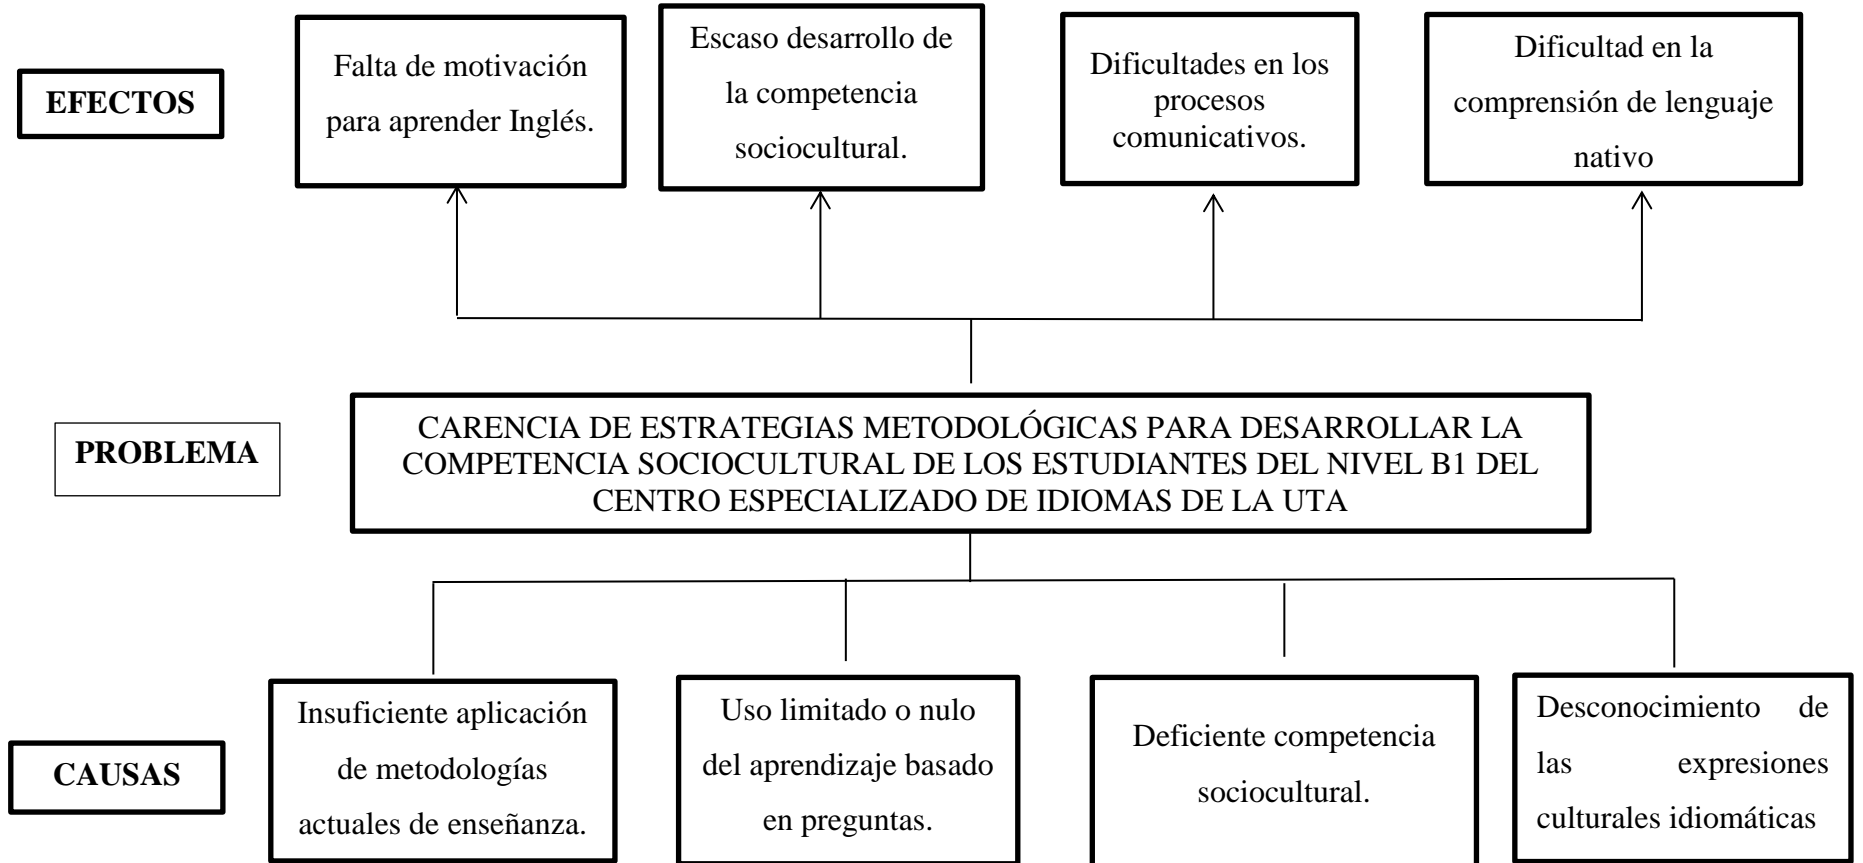 EFECTOS
Falta de motivación
para aprender Inglés.
Escaso desarrollo de
la competencia
sociocultural.
Dificultades en los
procesos
comunicativos.
Dificultad en la
comprensión de lenguaje
nativo
PROBLEMA
CARENCIA DE ESTRATEGIAS METODOLÓGICAS PARA DESARROLLAR LA
COMPETENCIA SOCIOCULTURAL DE LOS ESTUDIANTES DEL NIVEL B1 DEL
CENTRO ESPECIALIZADO DE IDIOMAS DE LA UTA
CAUSAS
Insuficiente aplicación
de metodologías
actuales de enseñanza.
Uso limitado o nulo
del aprendizaje basado
en preguntas.
Deficiente competencia
sociocultural.
Desconocimiento de
las expresiones
culturales idiomáticas